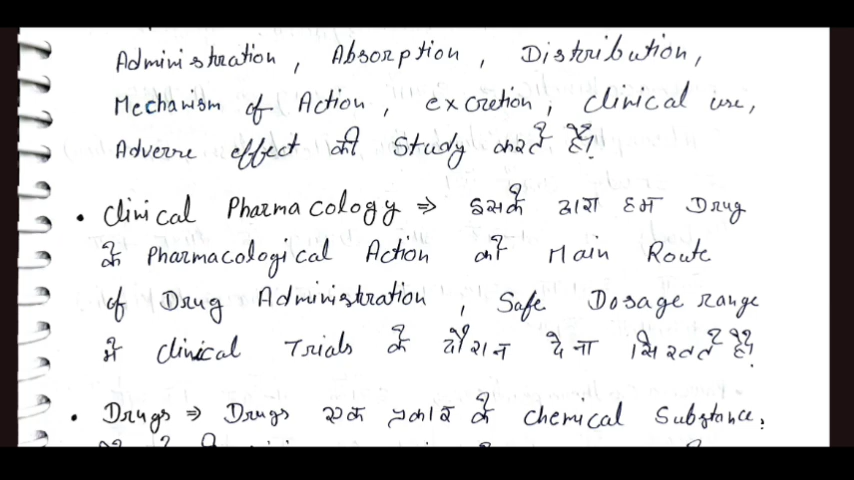 Administration, Absorption, Distribution,
Mechanism of Action, excretion, clinical use,
Adverse effect की study करते हैं।
• Clinical Pharmacology ⇒ इसके द्वारा हम Drug
के Pharmacological Action को Main Route
of Drug Administration, Safe Dosage range
में clinical Trials के दौरान देना सिखते हैं।
• Drugs ⇒ Drugs एक प्रकार के chemical Substance,